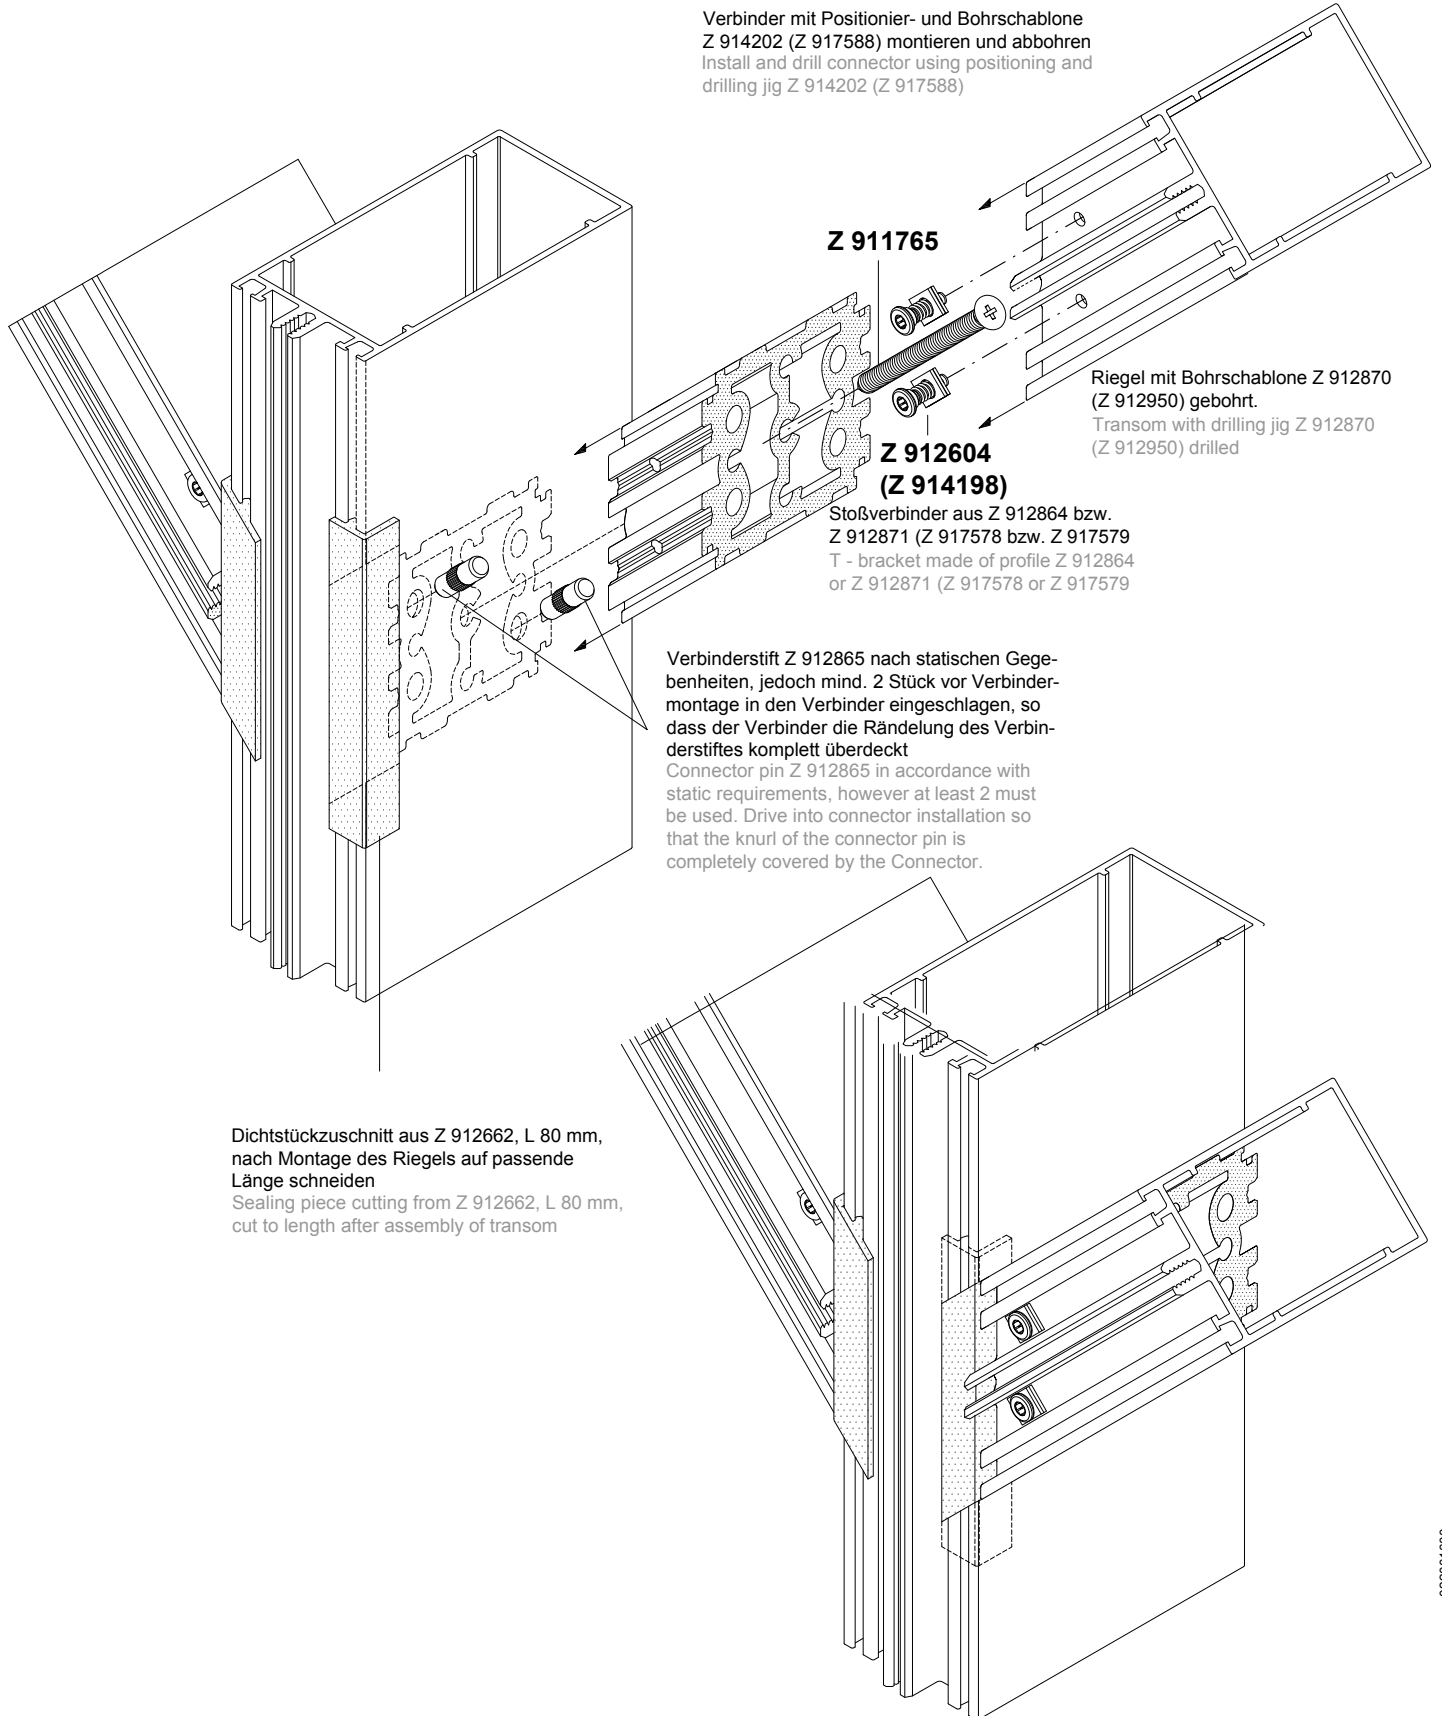 Verbinder mit Positionier- und Bohrschablone
Z 914202 (Z 917588) montieren und abbohren
Install and drill connector using positioning and
drilling jig Z 914202 (Z 917588)
Z 911765
Riegel mit Bohrschablone Z 912870
(Z 912950) gebohrt.
Transom with drilling jig Z 912870
(Z 912950) drilled
Z 912604
(Z 914198)
Stoßverbinder aus Z 912864 bzw.
Z 912871 (Z 917578 bzw. Z 917579
T - bracket made of profile Z 912864
or Z 912871 (Z 917578 or Z 917579
Verbinderstift Z 912865 nach statischen Gege-
benheiten, jedoch mind. 2 Stück vor Verbinder-
montage in den Verbinder eingeschlagen, so
dass der Verbinder die Rändelung des Verbin-
derstiftes komplett überdeckt
Connector pin Z 912865 in accordance with
static requirements, however at least 2 must
be used. Drive into connector installation so
that the knurl of the connector pin is
completely covered by the Connector.
Dichtstückzuschnitt aus Z 912662, L 80 mm,
nach Montage des Riegels auf passende
Länge schneiden
Sealing piece cutting from Z 912662, L 80 mm,
cut to length after assembly of transom